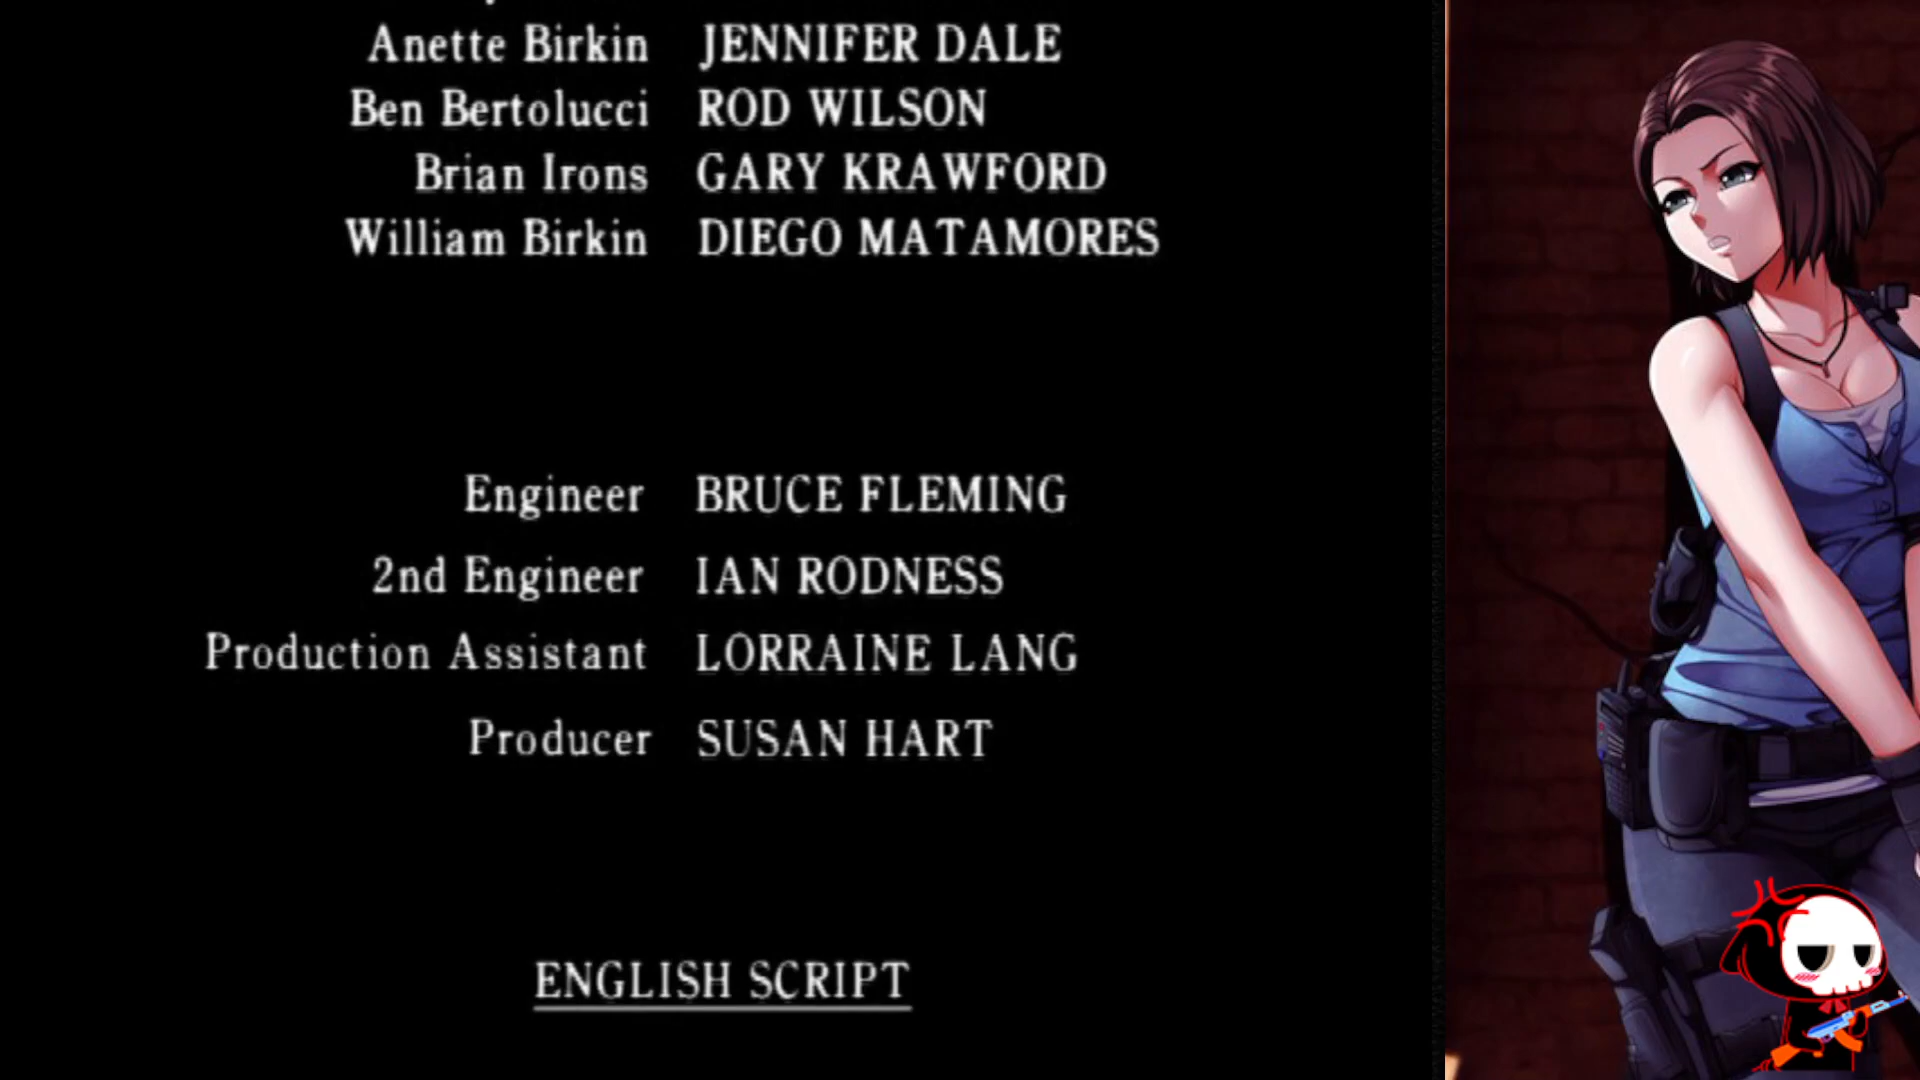 Anette Birkin JENNIFER DALE
Ben Bertolucci ROD WILSON
Brian Irons GARY KRAWFORD
William Birkin DIEGO MATAMORES
Engineer BRUCE FLEMING
2nd Engineer IAN RODNESS
Production Assistant LORRAINE LANG
Producer SUSAN HART
ENGLISH SCRIPT